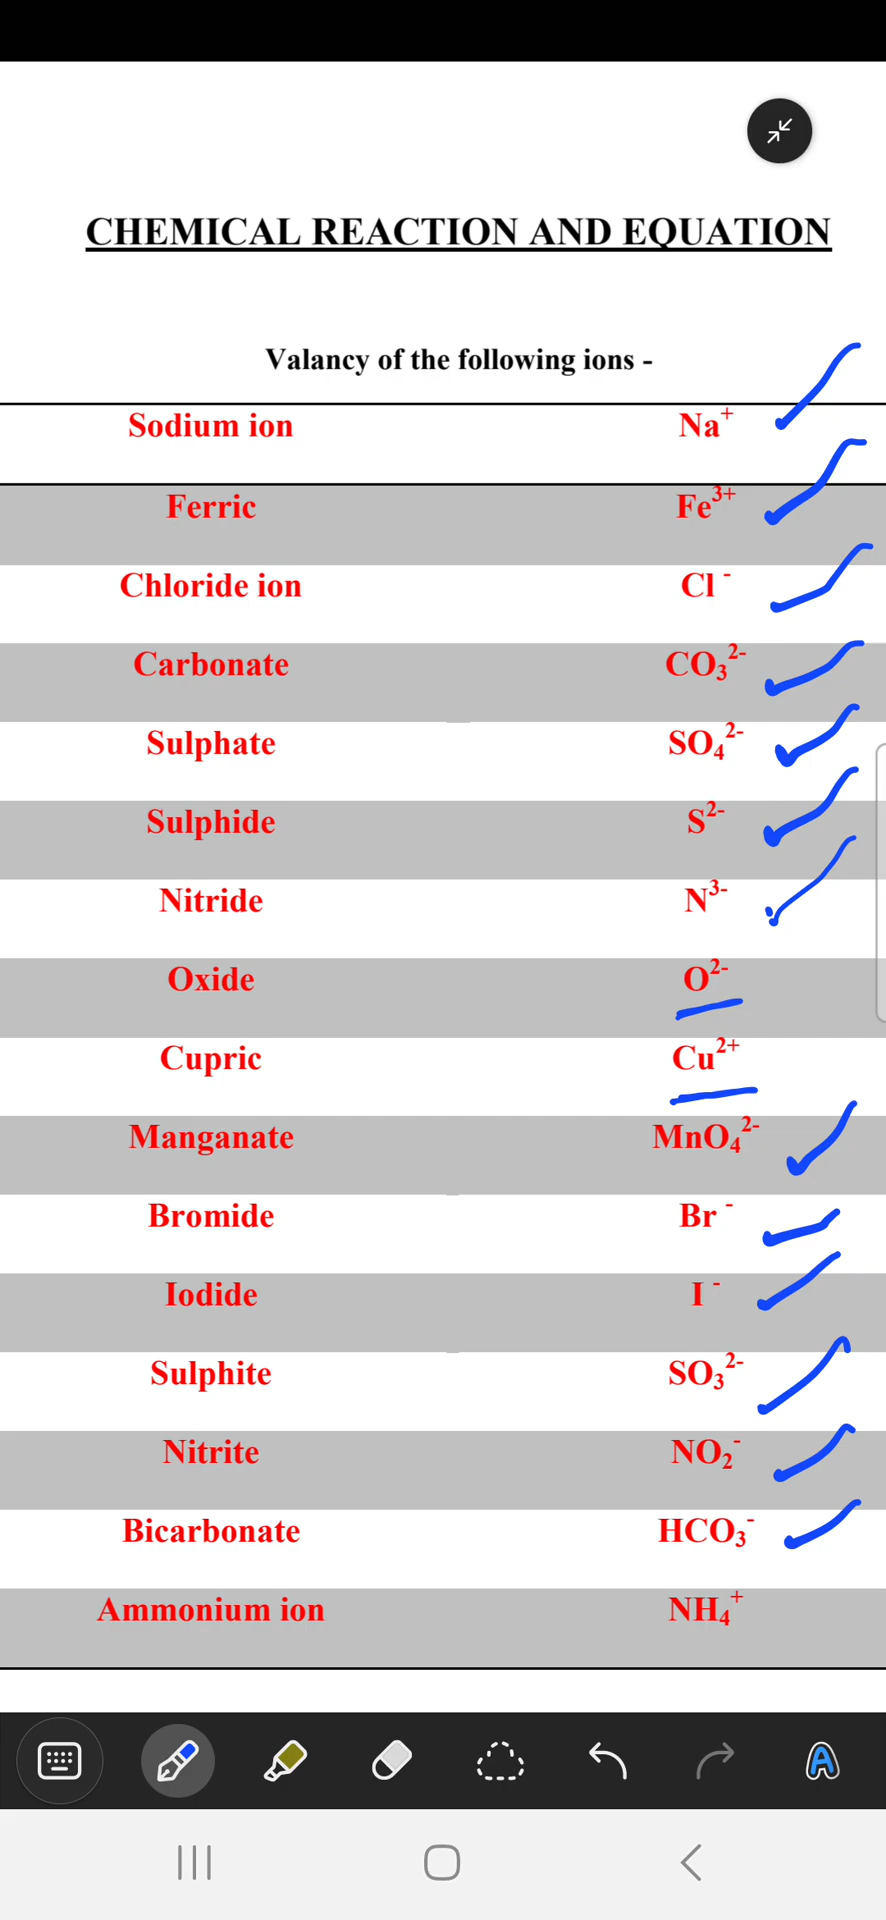 CHEMICAL REACTION AND EQUATION
Valancy of the following ions -
Sodium ion Na⁺
Ferric Fe³⁺
Chloride ion Cl ⁻
Carbonate CO₃²⁻
Sulphate SO₄²⁻
Sulphide S²⁻
Nitride N³⁻
Oxide O²⁻
Cupric Cu²⁺
Manganate MnO₄²⁻
Bromide Br ⁻
Iodide I ⁻
Sulphite SO₃²⁻
Nitrite NO₂⁻
Bicarbonate HCO₃⁻
Ammonium ion NH₄⁺
A